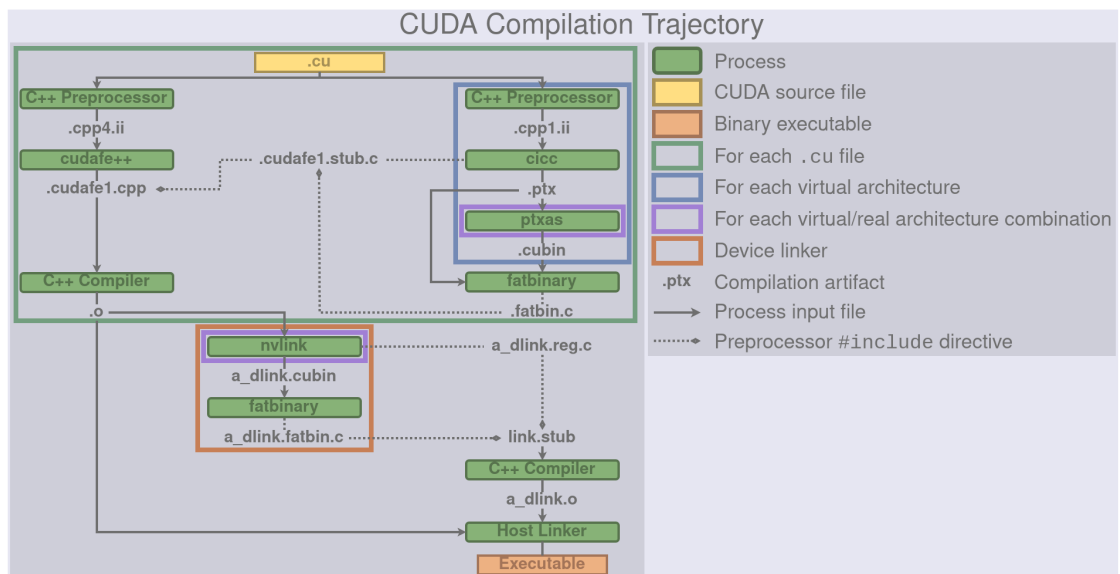 CUDA Compilation Trajectory
.cu
C++ Preprocessor
C++ Preprocessor
.cpp4.ii
.cpp1.ii
cudafe++
.cudafe1.stub.c
cicc
.cudafe1.cpp
.ptx
ptxas
.cubin
C++ Compiler
fatbinary
.o
.fatbin.c
nvlink
a_dlink.reg.c
a_dlink.cubin
fatbinary
a_dlink.fatbin.c
link.stub
C++ Compiler
a_dlink.o
Host Linker
Executable
Process
CUDA source file
Binary executable
For each .cu file
For each virtual architecture
For each virtual/real architecture combination
Device linker
.ptx Compilation artifact
Process input file
Preprocessor #include directive